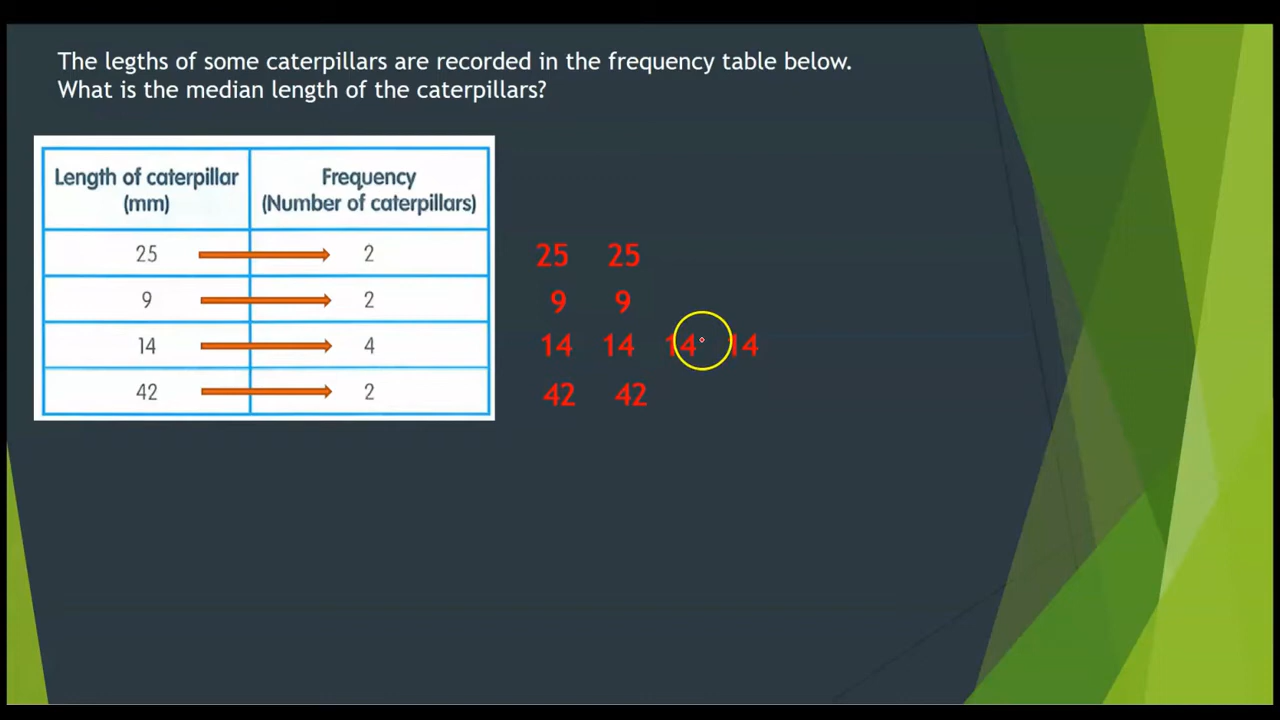 The legths of some caterpillars are recorded in the frequency table below.
What is the median length of the caterpillars?
Length of caterpillar (mm) Frequency (Number of caterpillars)
25 2 25 25
9 2 9 9
14 4 14 14 14 14
42 2 42 42